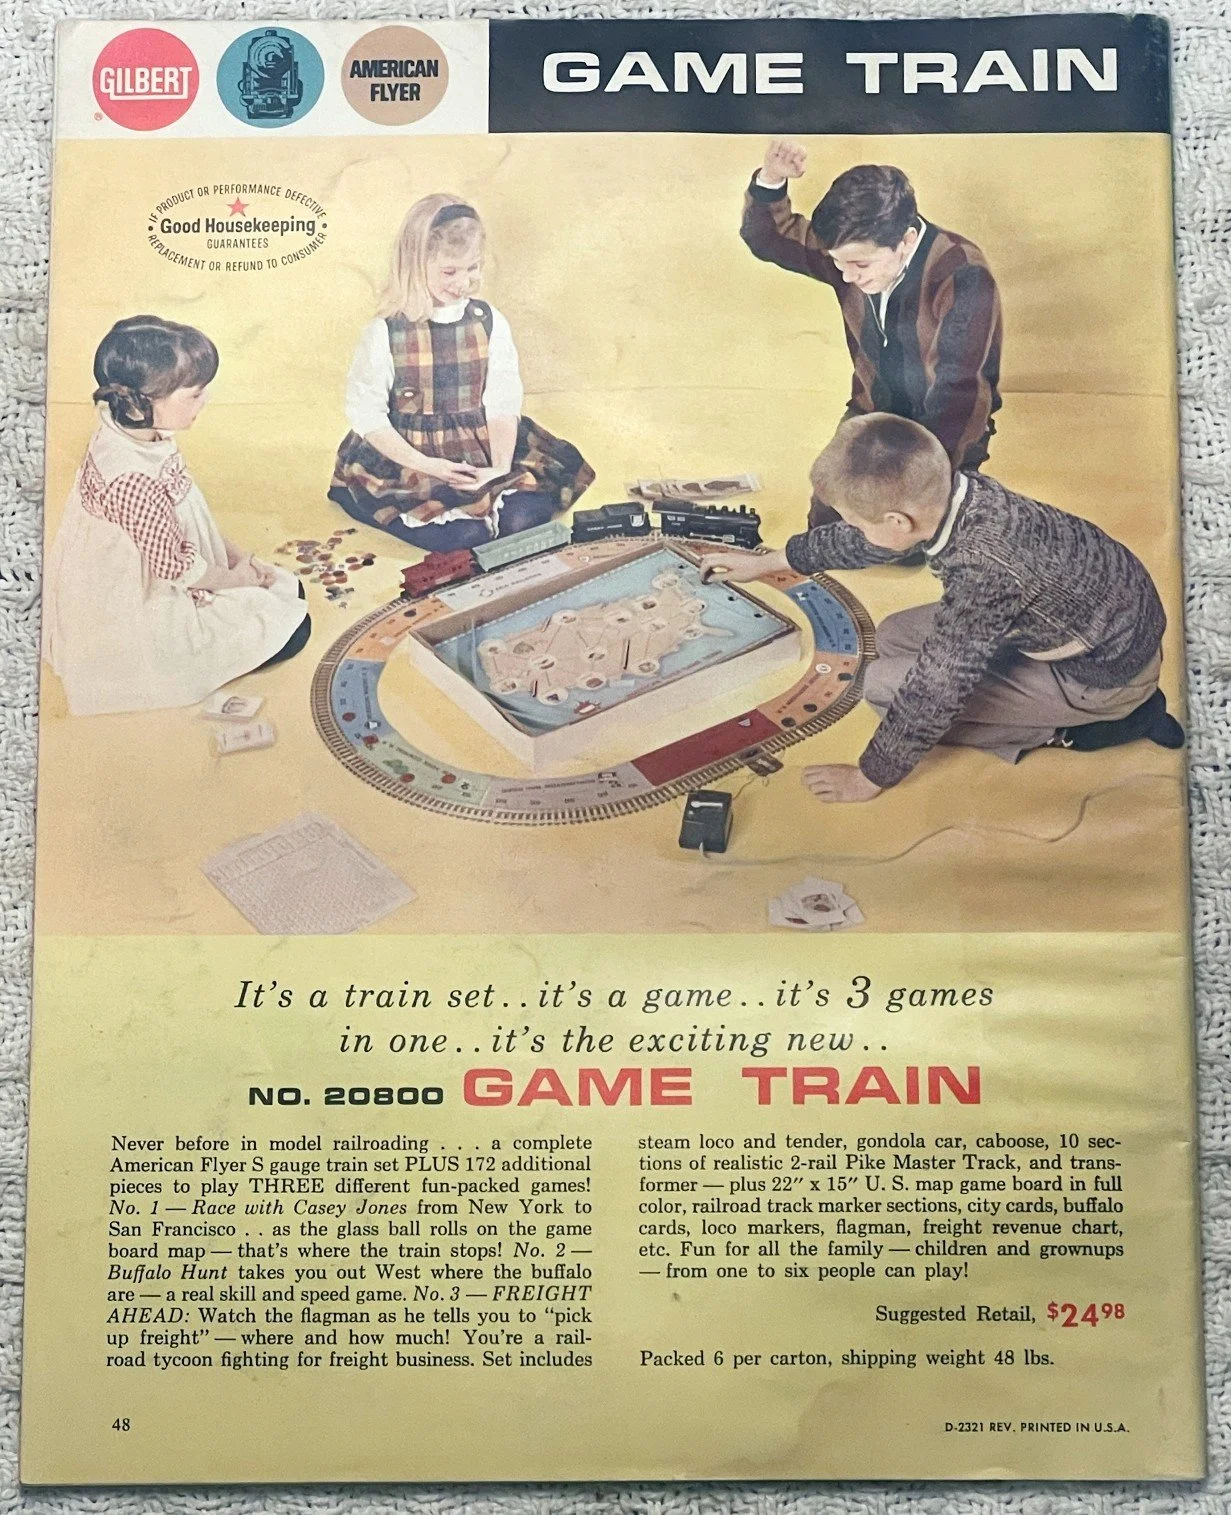 GILBERT
®
AMERICAN
FLYER
GAME TRAIN
IF PRODUCT OR PERFORMANCE DEFECTIVE
Good Housekeeping
GUARANTEES
REPLACEMENT OR REFUND TO CONSUMER
It's a train set. . it's a game. . it's 3 games
in one. . it's the exciting new. .
NO. 20800 GAME TRAIN
Never before in model railroading . . . a complete
American Flyer S gauge train set PLUS 172 additional
pieces to play THREE different fun-packed games!
No. 1 — Race with Casey Jones from New York to
San Francisco . . as the glass ball rolls on the game
board map — that's where the train stops! No. 2 —
Buffalo Hunt takes you out West where the buffalo
are — a real skill and speed game. No. 3 — FREIGHT
AHEAD: Watch the flagman as he tells you to "pick
up freight" — where and how much! You're a rail-
road tycoon fighting for freight business. Set includes
steam loco and tender, gondola car, caboose, 10 sec-
tions of realistic 2-rail Pike Master Track, and trans-
former — plus 22″ x 15″ U. S. map game board in full
color, railroad track marker sections, city cards, buffalo
cards, loco markers, flagman, freight revenue chart,
etc. Fun for all the family — children and grownups
— from one to six people can play!
Suggested Retail, $24⁹⁸
Packed 6 per carton, shipping weight 48 lbs.
48
D-2321 REV. PRINTED IN U.S.A.